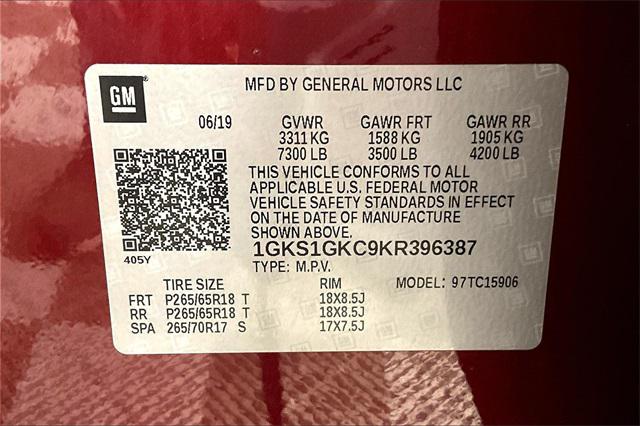 GM
MFD BY GENERAL MOTORS LLC
06/19 GVWR GAWR FRT GAWR RR
3311 KG 1588 KG 1905 KG
7300 LB 3500 LB 4200 LB
THIS VEHICLE CONFORMS TO ALL
APPLICABLE U.S. FEDERAL MOTOR
VEHICLE SAFETY STANDARDS IN EFFECT
ON THE DATE OF MANUFACTURE
SHOWN ABOVE.
405Y
1GKS1GKC9KR396387
TYPE: M.P.V. MODEL: 97TC15906
TIRE SIZE RIM
FRT P265/65R18 T 18X8.5J
RR P265/65R18 T 18X8.5J
SPA 265/70R17 S 17X7.5J